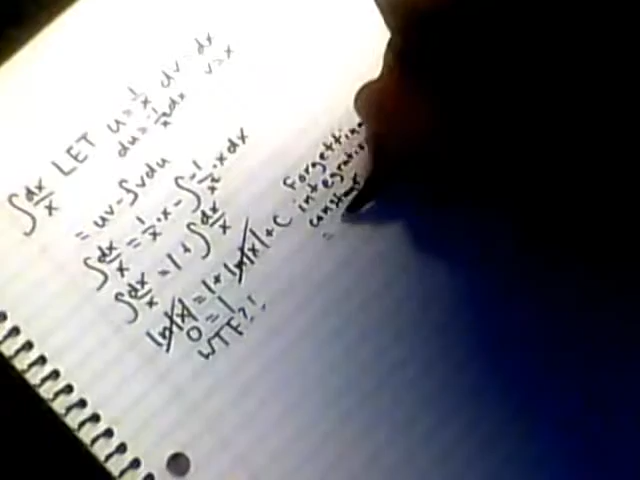 ∫dx/x LET u = 1/x dv = dx
du = -1/x² dx v = x
= uv - ∫vdu
∫dx/x = 1/x · x - ∫-1/x² · x dx
∫dx/x = 1 + ∫dx/x
ln|x| = 1 + ln|x| + C
0 = 1
WTF?!
Forgetting
integration
constant
=